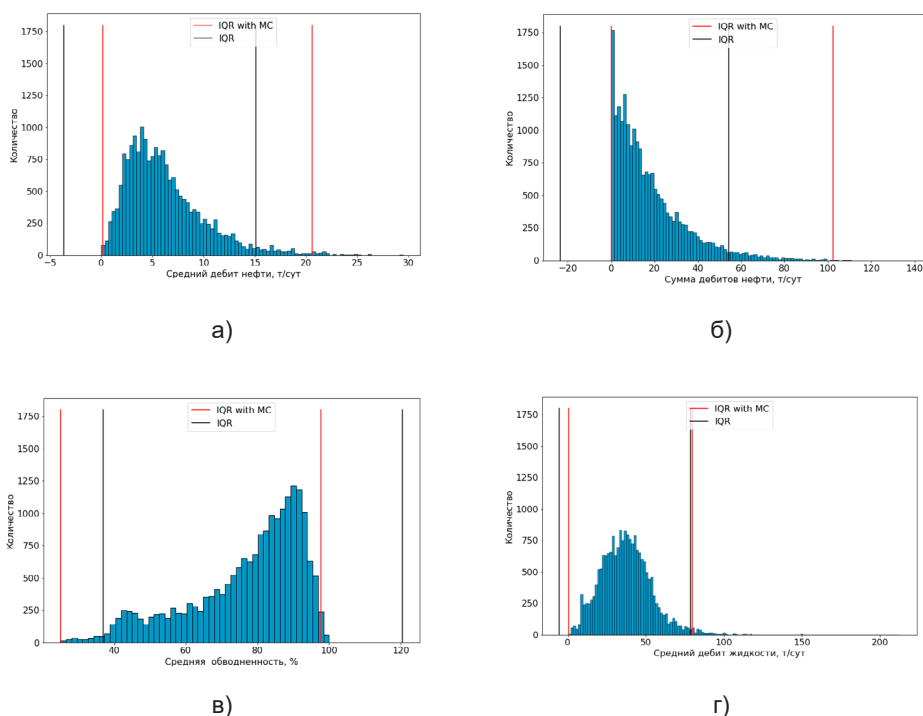 IQR with MC
IQR
Количество
1750
1500
1250
1000
750
500
250
0
−5 0 5 10 15 20 25 30
Средний дебит нефти, т/сут
а)
IQR with MC
IQR
Количество
1750
1500
1250
1000
750
500
250
0
−20 0 20 40 60 80 100 120 140
Сумма дебитов нефти, т/сут
б)
IQR with MC
IQR
Количество
1750
1500
1250
1000
750
500
250
0
40 60 80 100 120
Средняя обводненность, %
в)
IQR with MC
IQR
Количество
1750
1500
1250
1000
750
500
250
0
0 50 100 150 200
Средний дебит жидкости, т/сут
г)